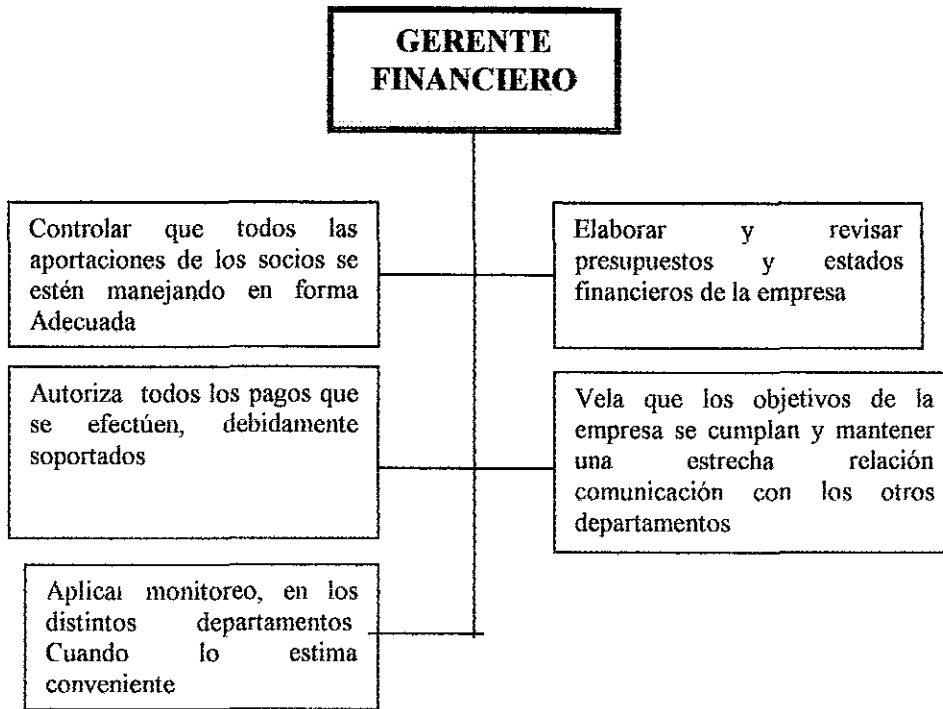 GERENTE
FINANCIERO
Controlar que todos las
aportaciones de los socios se
estén manejando en forma
Adecuada
Elaborar y revisar
presupuestos y estados
financieros de la empresa
Autoriza todos los pagos que
se efectúen, debidamente
soportados
Vela que los objetivos de la
empresa se cumplan y mantener
una estrecha relación
comunicación con los otros
departamentos
Aplicar monitoreo, en los
distintos departamentos
Cuando lo estima
conveniente